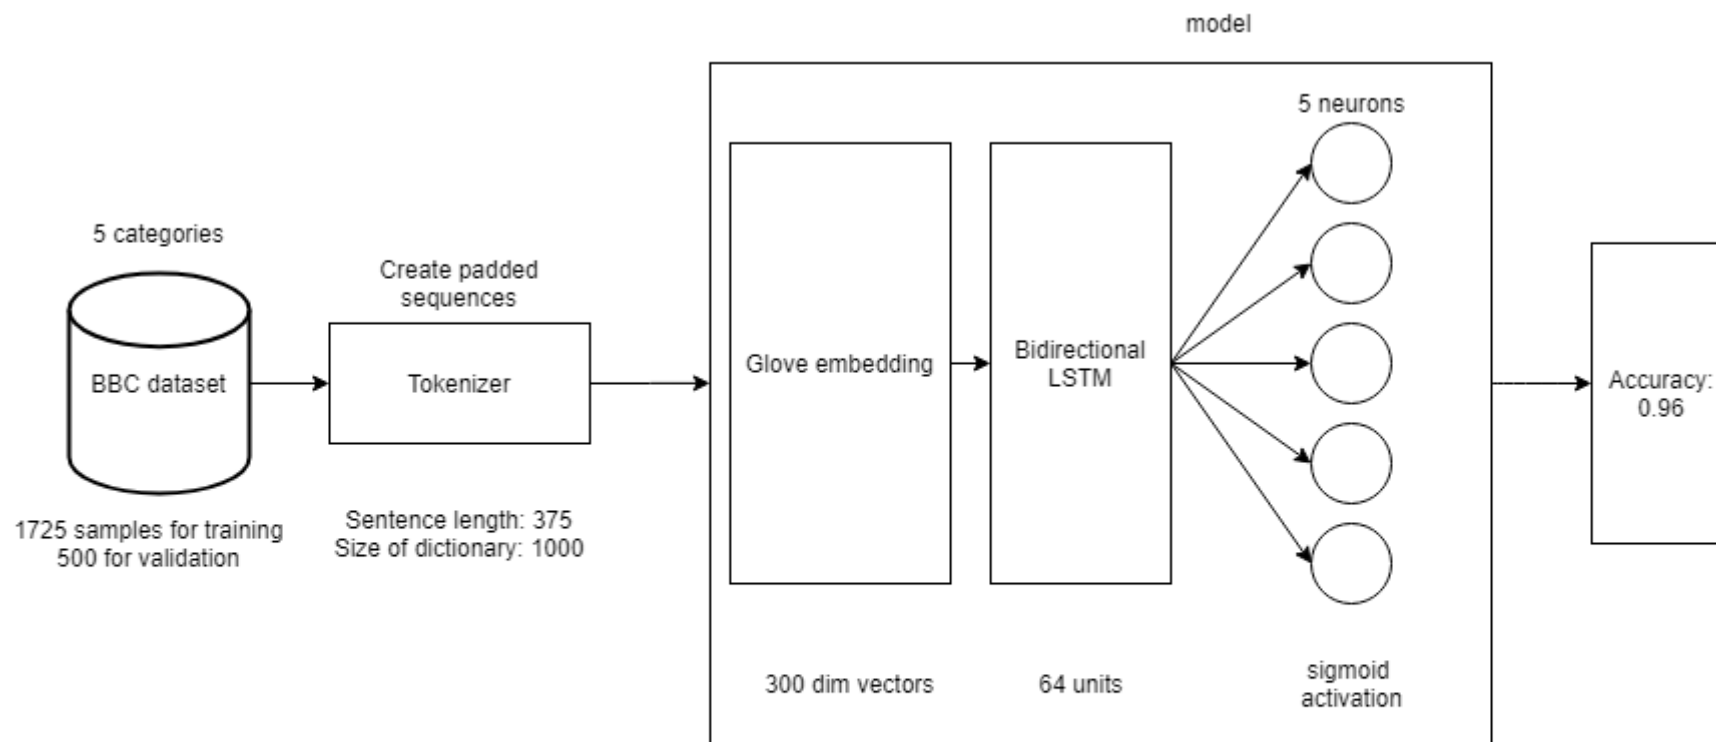 model
5 categories
BBC dataset
1725 samples for training
500 for validation
Create padded
sequences
Tokenizer
Sentence length: 375
Size of dictionary: 1000
Glove embedding
300 dim vectors
Bidirectional
LSTM
64 units
5 neurons
sigmoid
activation
Accuracy:
0.96